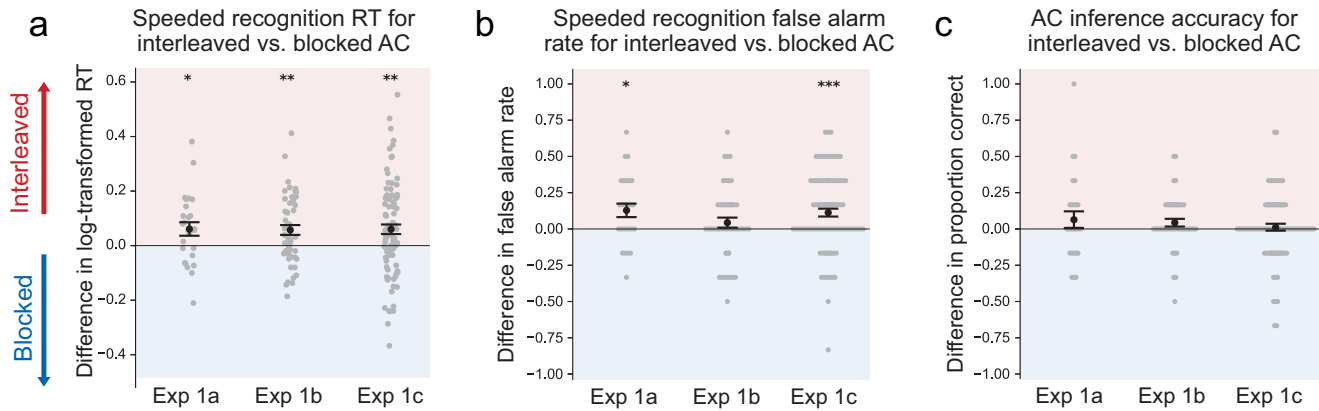 a
Speeded recognition RT for
interleaved vs. blocked AC
Interleaved
Blocked
Difference in log-transformed RT
0.6
0.4
0.2
0.0
−0.2
−0.4
*
**
**
Exp 1a
Exp 1b
Exp 1c
b
Speeded recognition false alarm
rate for interleaved vs. blocked AC
Difference in false alarm rate
1.00
0.75
0.50
0.25
0.00
−0.25
−0.50
−0.75
−1.00
*
***
Exp 1a
Exp 1b
Exp 1c
c
AC inference accuracy for
interleaved vs. blocked AC
Difference in proportion correct
1.00
0.75
0.50
0.25
0.00
−0.25
−0.50
−0.75
−1.00
Exp 1a
Exp 1b
Exp 1c